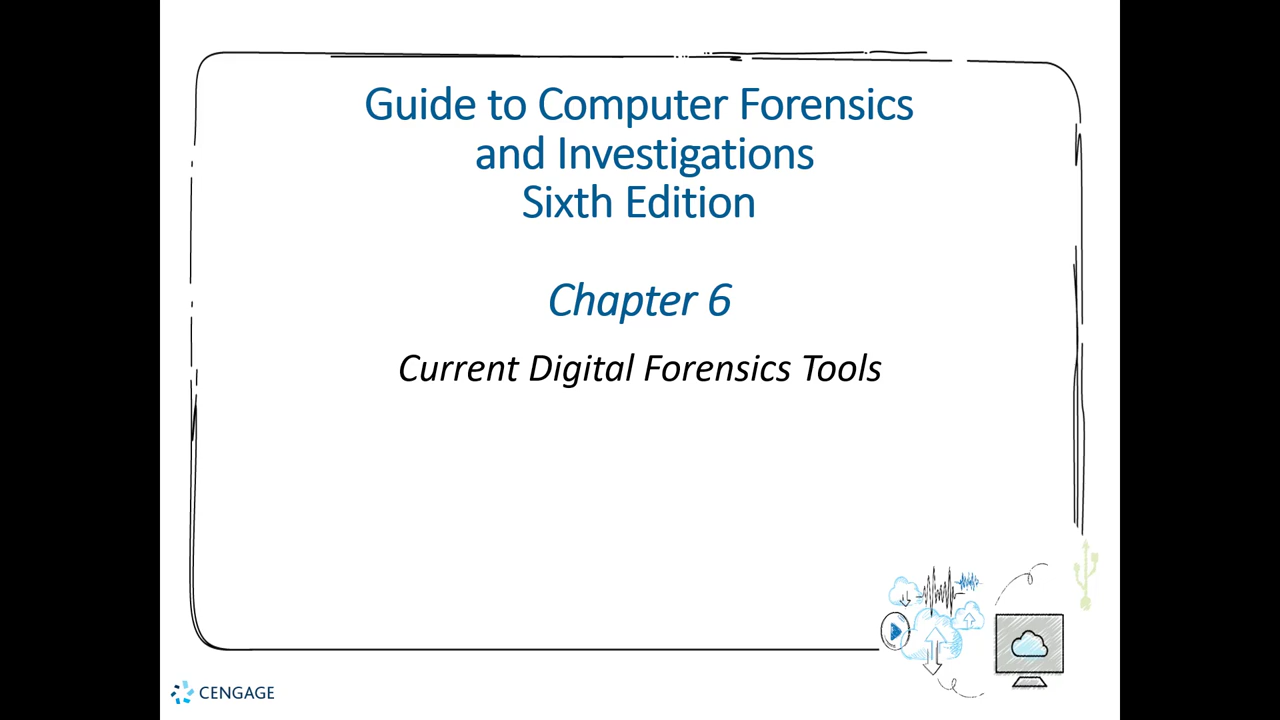 Guide to Computer Forensics
and Investigations
Sixth Edition
Chapter 6
Current Digital Forensics Tools
CENGAGE